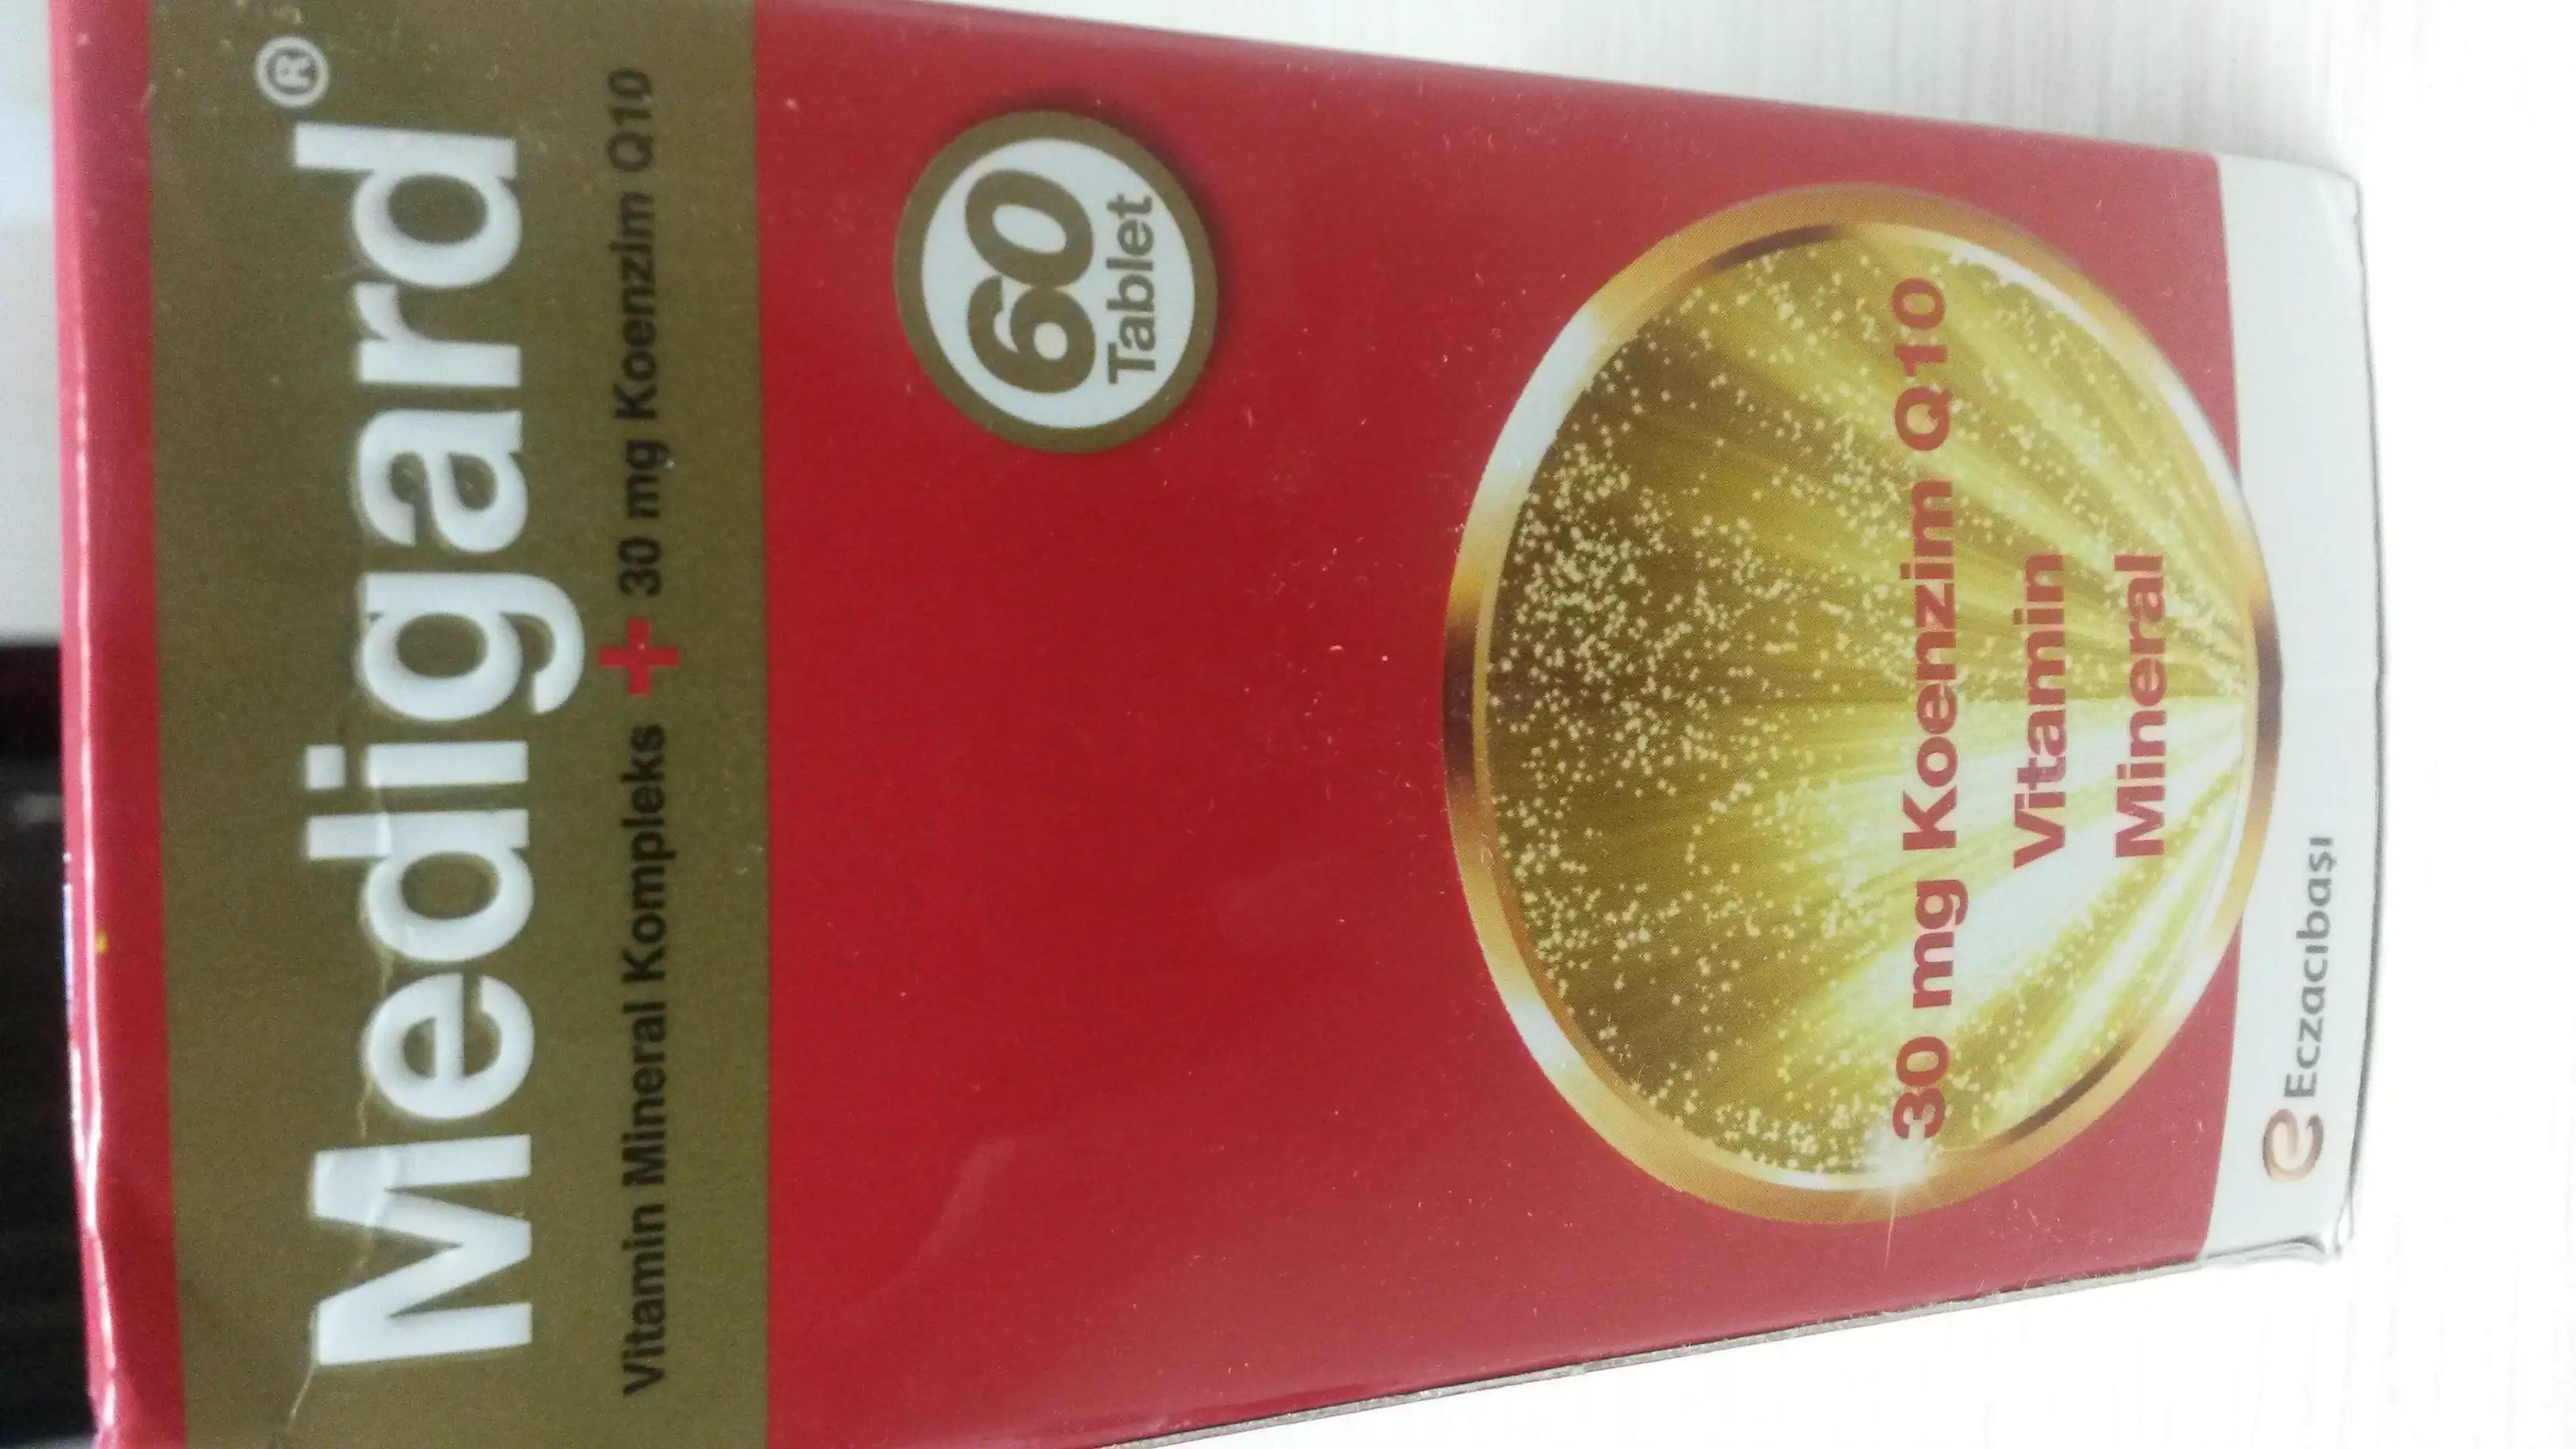 Medigard®
Vitamin Mineral Kompleks + 30 mg Koenzim Q10
60
Tablet
30 mg Koenzim Q10
Vitamin
Mineral
Eczacıbaşı